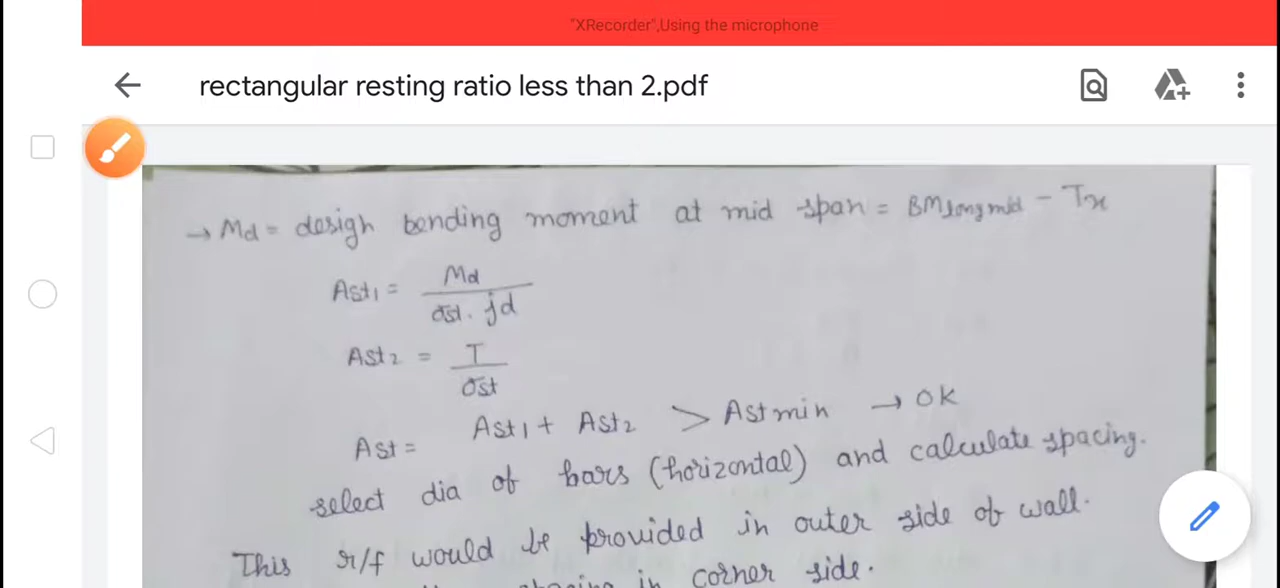 "XRecorder",Using the microphone
rectangular resting ratio less than 2.pdf
→ Md = design bending moment at mid span = BMlong mid - Tx
Ast1 = Md / σst . jd
Ast2 = T / σst
Ast = Ast1 + Ast2 > Astmin → OK
select dia of bars (horizontal) and calculate spacing.
This r/f would be provided in outer side of wall.
in corner side.